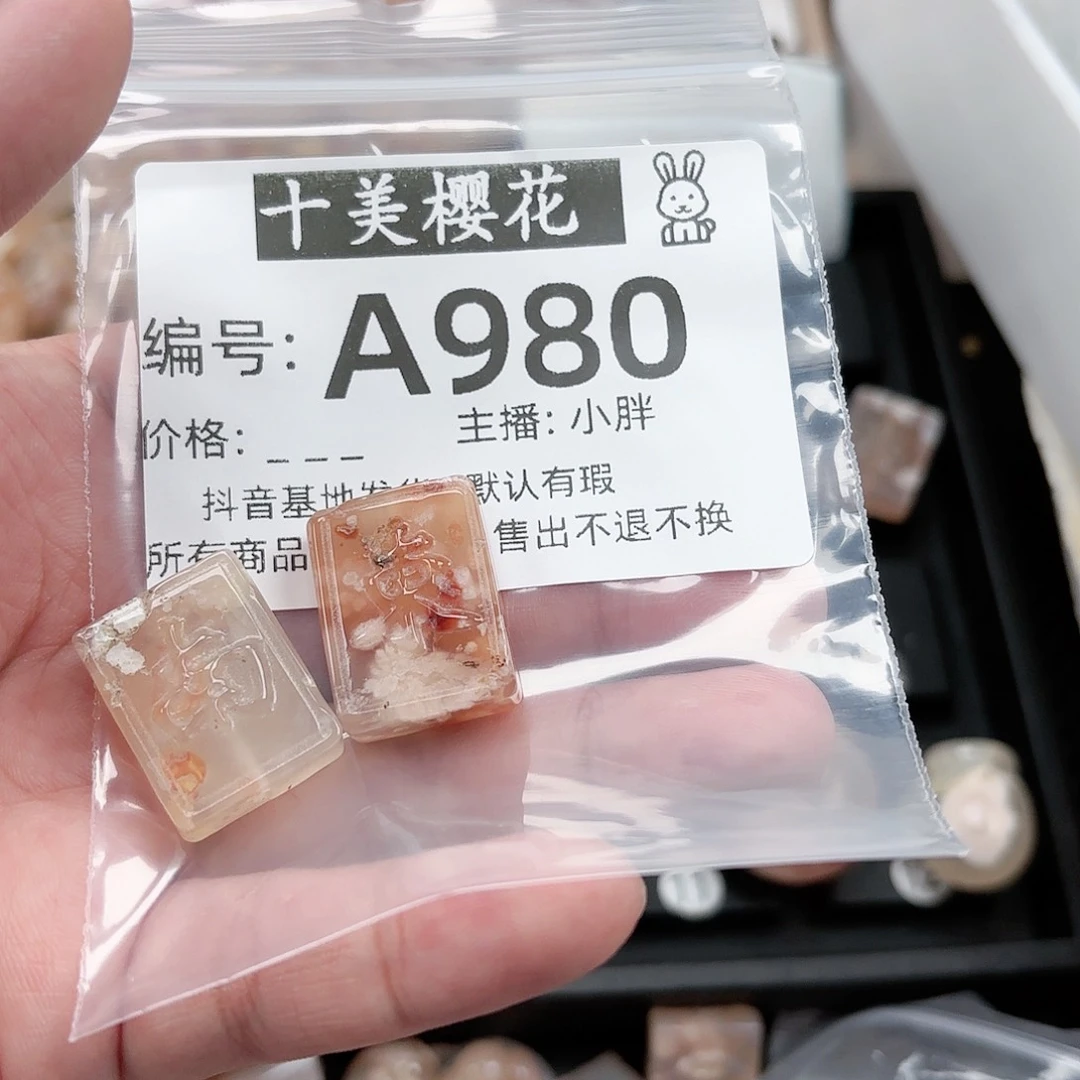 十美樱花
编号: A980
价格: _ _ _
主播: 小胖
抖音基地发货 默认有瑕
所有商品 售出不退不换